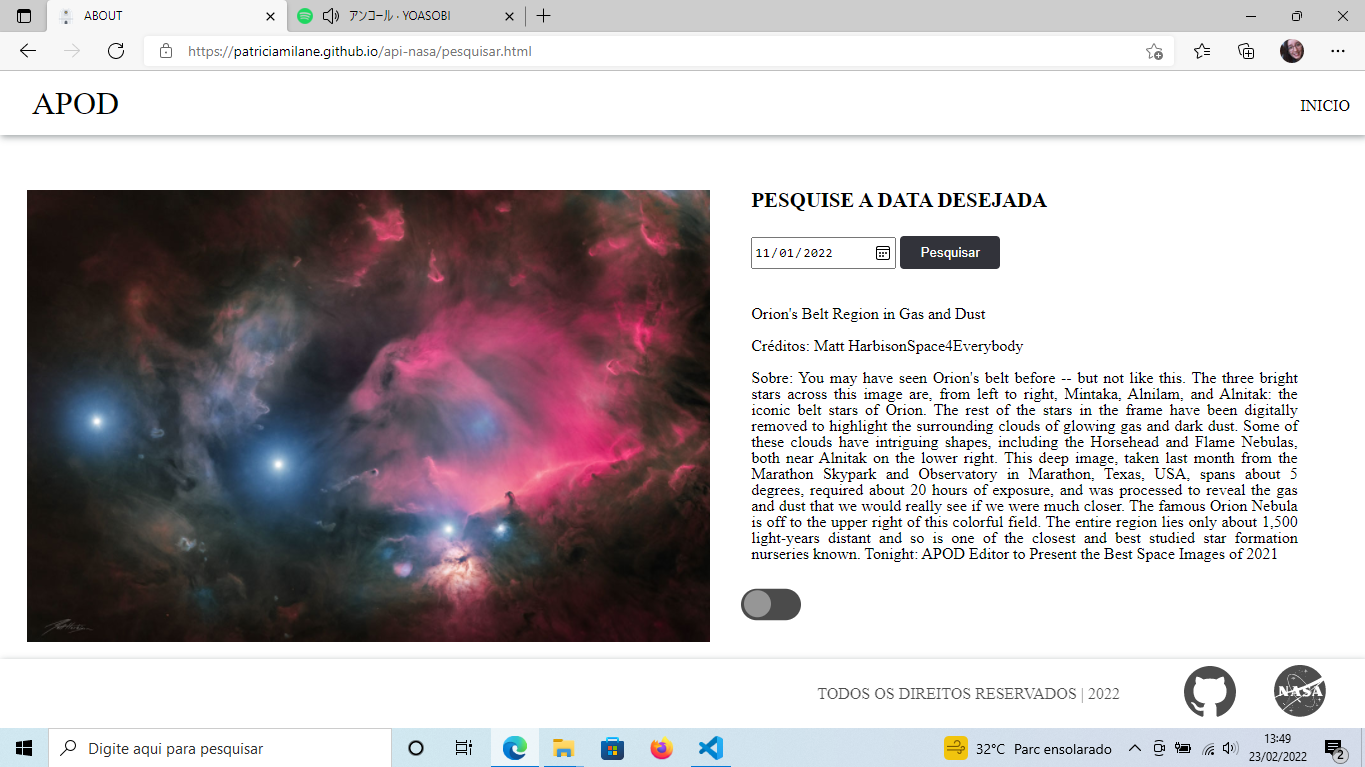 ABOUT
アンコール · YOASOBI
https://patriciamilane.github.io/api-nasa/pesquisar.html
APOD
INICIO
PESQUISE A DATA DESEJADA
11/01/2022
Pesquisar
Orion's Belt Region in Gas and Dust
Créditos: Matt HarbisonSpace4Everybody
Sobre: You may have seen Orion's belt before -- but not like this. The three bright
stars across this image are, from left to right, Mintaka, Alnilam, and Alnitak: the
iconic belt stars of Orion. The rest of the stars in the frame have been digitally
removed to highlight the surrounding clouds of glowing gas and dark dust. Some of
these clouds have intriguing shapes, including the Horsehead and Flame Nebulas,
both near Alnitak on the lower right. This deep image, taken last month from the
Marathon Skypark and Observatory in Marathon, Texas, USA, spans about 5
degrees, required about 20 hours of exposure, and was processed to reveal the gas
and dust that we would really see if we were much closer. The famous Orion Nebula
is off to the upper right of this colorful field. The entire region lies only about 1,500
light-years distant and so is one of the closest and best studied star formation
nurseries known. Tonight: APOD Editor to Present the Best Space Images of 2021
TODOS OS DIREITOS RESERVADOS | 2022
NASA
Digite aqui para pesquisar
32°C Parc ensolarado
13:49
23/02/2022
2